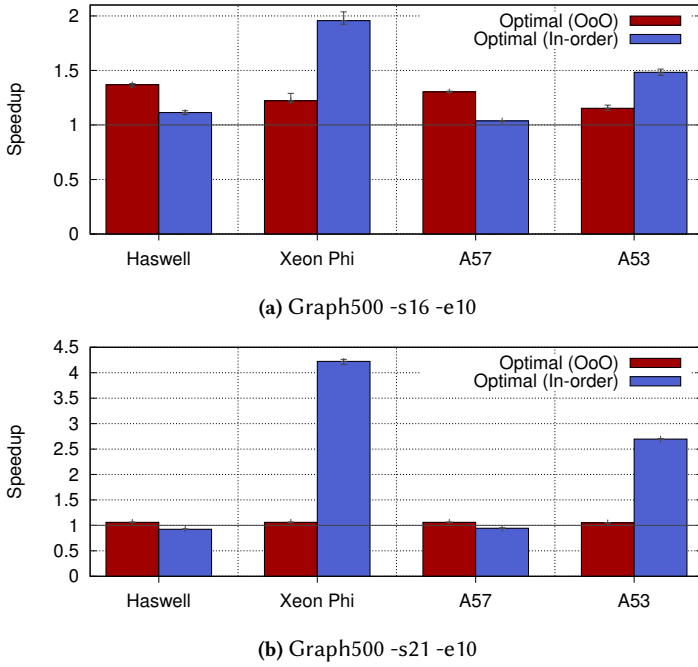 2
1.5
1
0.5
0
Speedup
Optimal (OoO)
Optimal (In-order)
Haswell
Xeon Phi
A57
A53
(a) Graph500 -s16 -e10
4.5
4
3.5
3
2.5
2
1.5
1
0.5
0
Speedup
Optimal (OoO)
Optimal (In-order)
Haswell
Xeon Phi
A57
A53
(b) Graph500 -s21 -e10